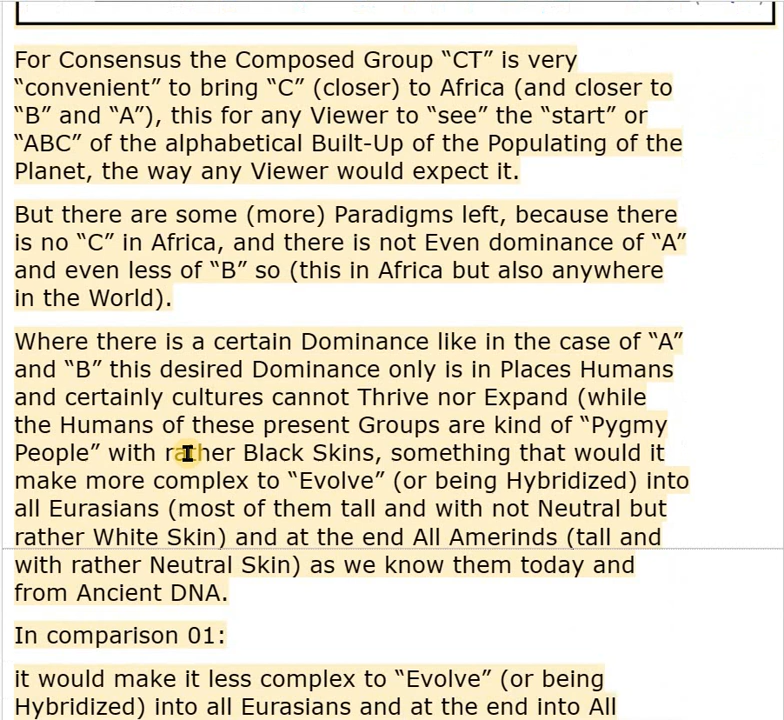 For Consensus the Composed Group “CT” is very
“convenient” to bring “C” (closer) to Africa (and closer to
“B” and “A”), this for any Viewer to “see” the “start” or
“ABC” of the alphabetical Built-Up of the Populating of the
Planet, the way any Viewer would expect it.
But there are some (more) Paradigms left, because there
is no “C” in Africa, and there is not Even dominance of “A”
and even less of “B” so (this in Africa but also anywhere
in the World).
Where there is a certain Dominance like in the case of “A”
and “B” this desired Dominance only is in Places Humans
and certainly cultures cannot Thrive nor Expand (while
the Humans of these present Groups are kind of “Pygmy
People” with rather Black Skins, something that would it
make more complex to “Evolve” (or being Hybridized) into
all Eurasians (most of them tall and with not Neutral but
rather White Skin) and at the end All Amerinds (tall and
with rather Neutral Skin) as we know them today and
from Ancient DNA.
In comparison 01:
it would make it less complex to “Evolve” (or being
Hybridized) into all Eurasians and at the end into All